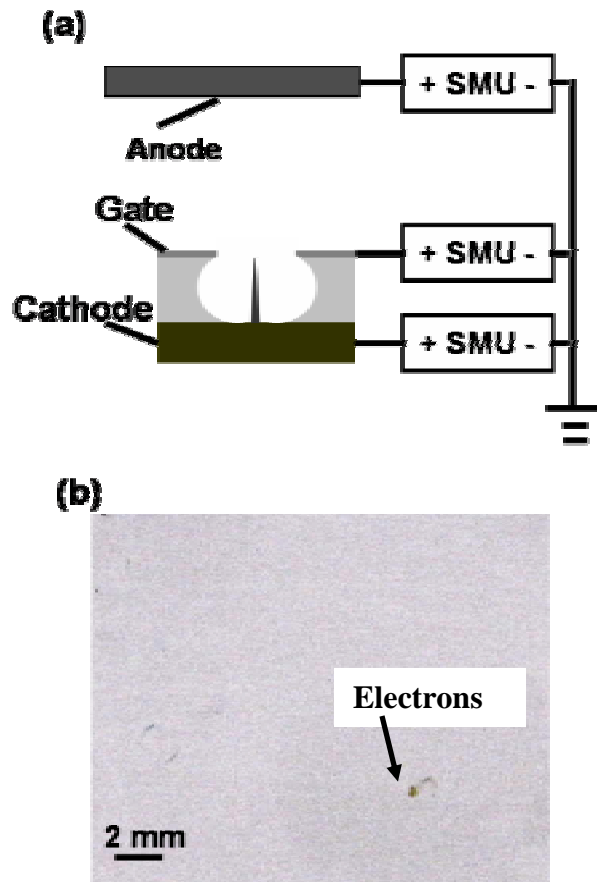 (a)
+ SMU -
Anode
Gate
+ SMU -
Cathode
+ SMU -
(b)
Electrons
2 mm